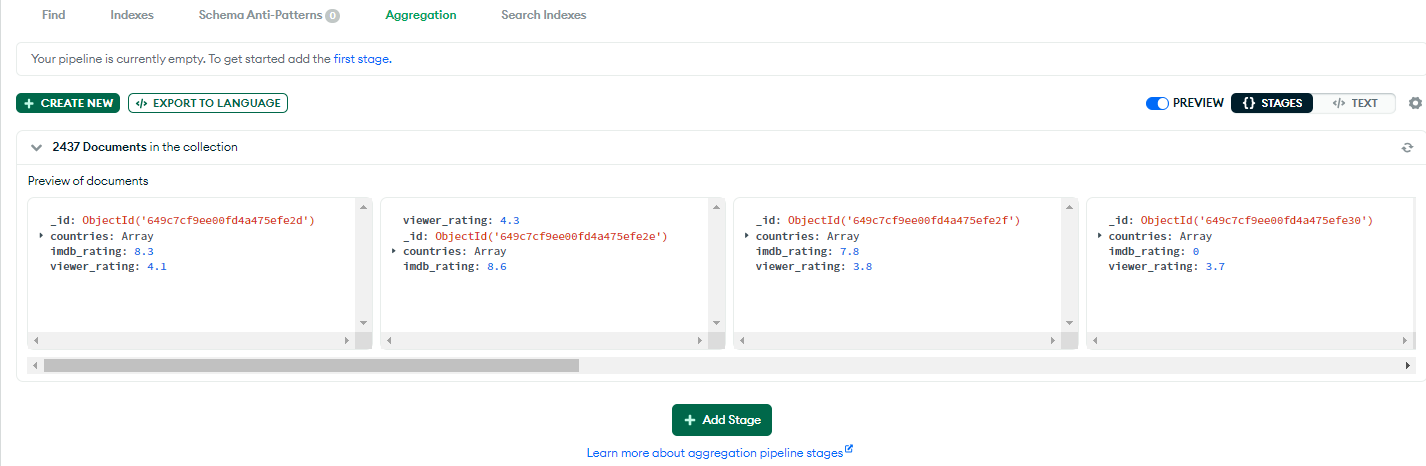 Find Indexes Schema Anti-Patterns 0 Aggregation Search Indexes
Your pipeline is currently empty. To get started add the first stage.
+ CREATE NEW </> EXPORT TO LANGUAGE PREVIEW {} STAGES </> TEXT
2437 Documents in the collection
Preview of documents
_id: ObjectId('649c7cf9ee00fd4a475efe2d')
countries: Array
imdb_rating: 8.3
viewer_rating: 4.1
viewer_rating: 4.3
_id: ObjectId('649c7cf9ee00fd4a475efe2e')
countries: Array
imdb_rating: 8.6
_id: ObjectId('649c7cf9ee00fd4a475efe2f')
countries: Array
imdb_rating: 7.8
viewer_rating: 3.8
_id: ObjectId('649c7cf9ee00fd4a475efe30')
countries: Array
imdb_rating: 0
viewer_rating: 3.7
+ Add Stage
Learn more about aggregation pipeline stages